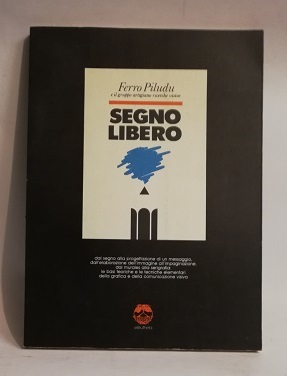 Ferro Piludu
e il gruppo artigiano ricerche visive
SEGNO
LIBERO
dal segno alla progettazione di un messaggio,
dall'elaborazione dell'immagine all'impaginazione
dai murales alla serigrafia
le basi teoriche e le tecniche elementari
della grafica e della comunicazione visiva